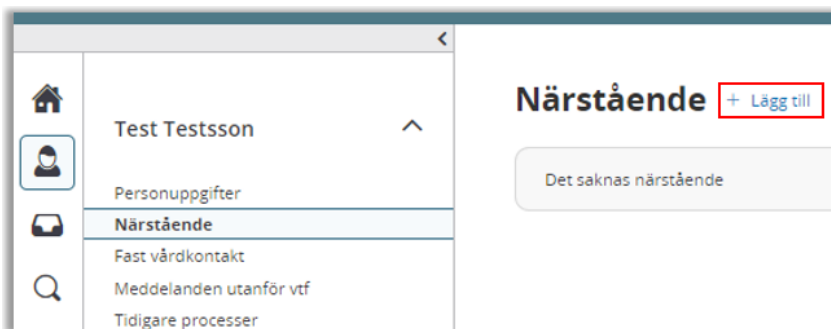 Test Testsson
Personuppgifter
Närstående
Fast vårdkontakt
Meddelanden utanför vtf
Tidigare processer
Närstående + Lägg till
Det saknas närstående